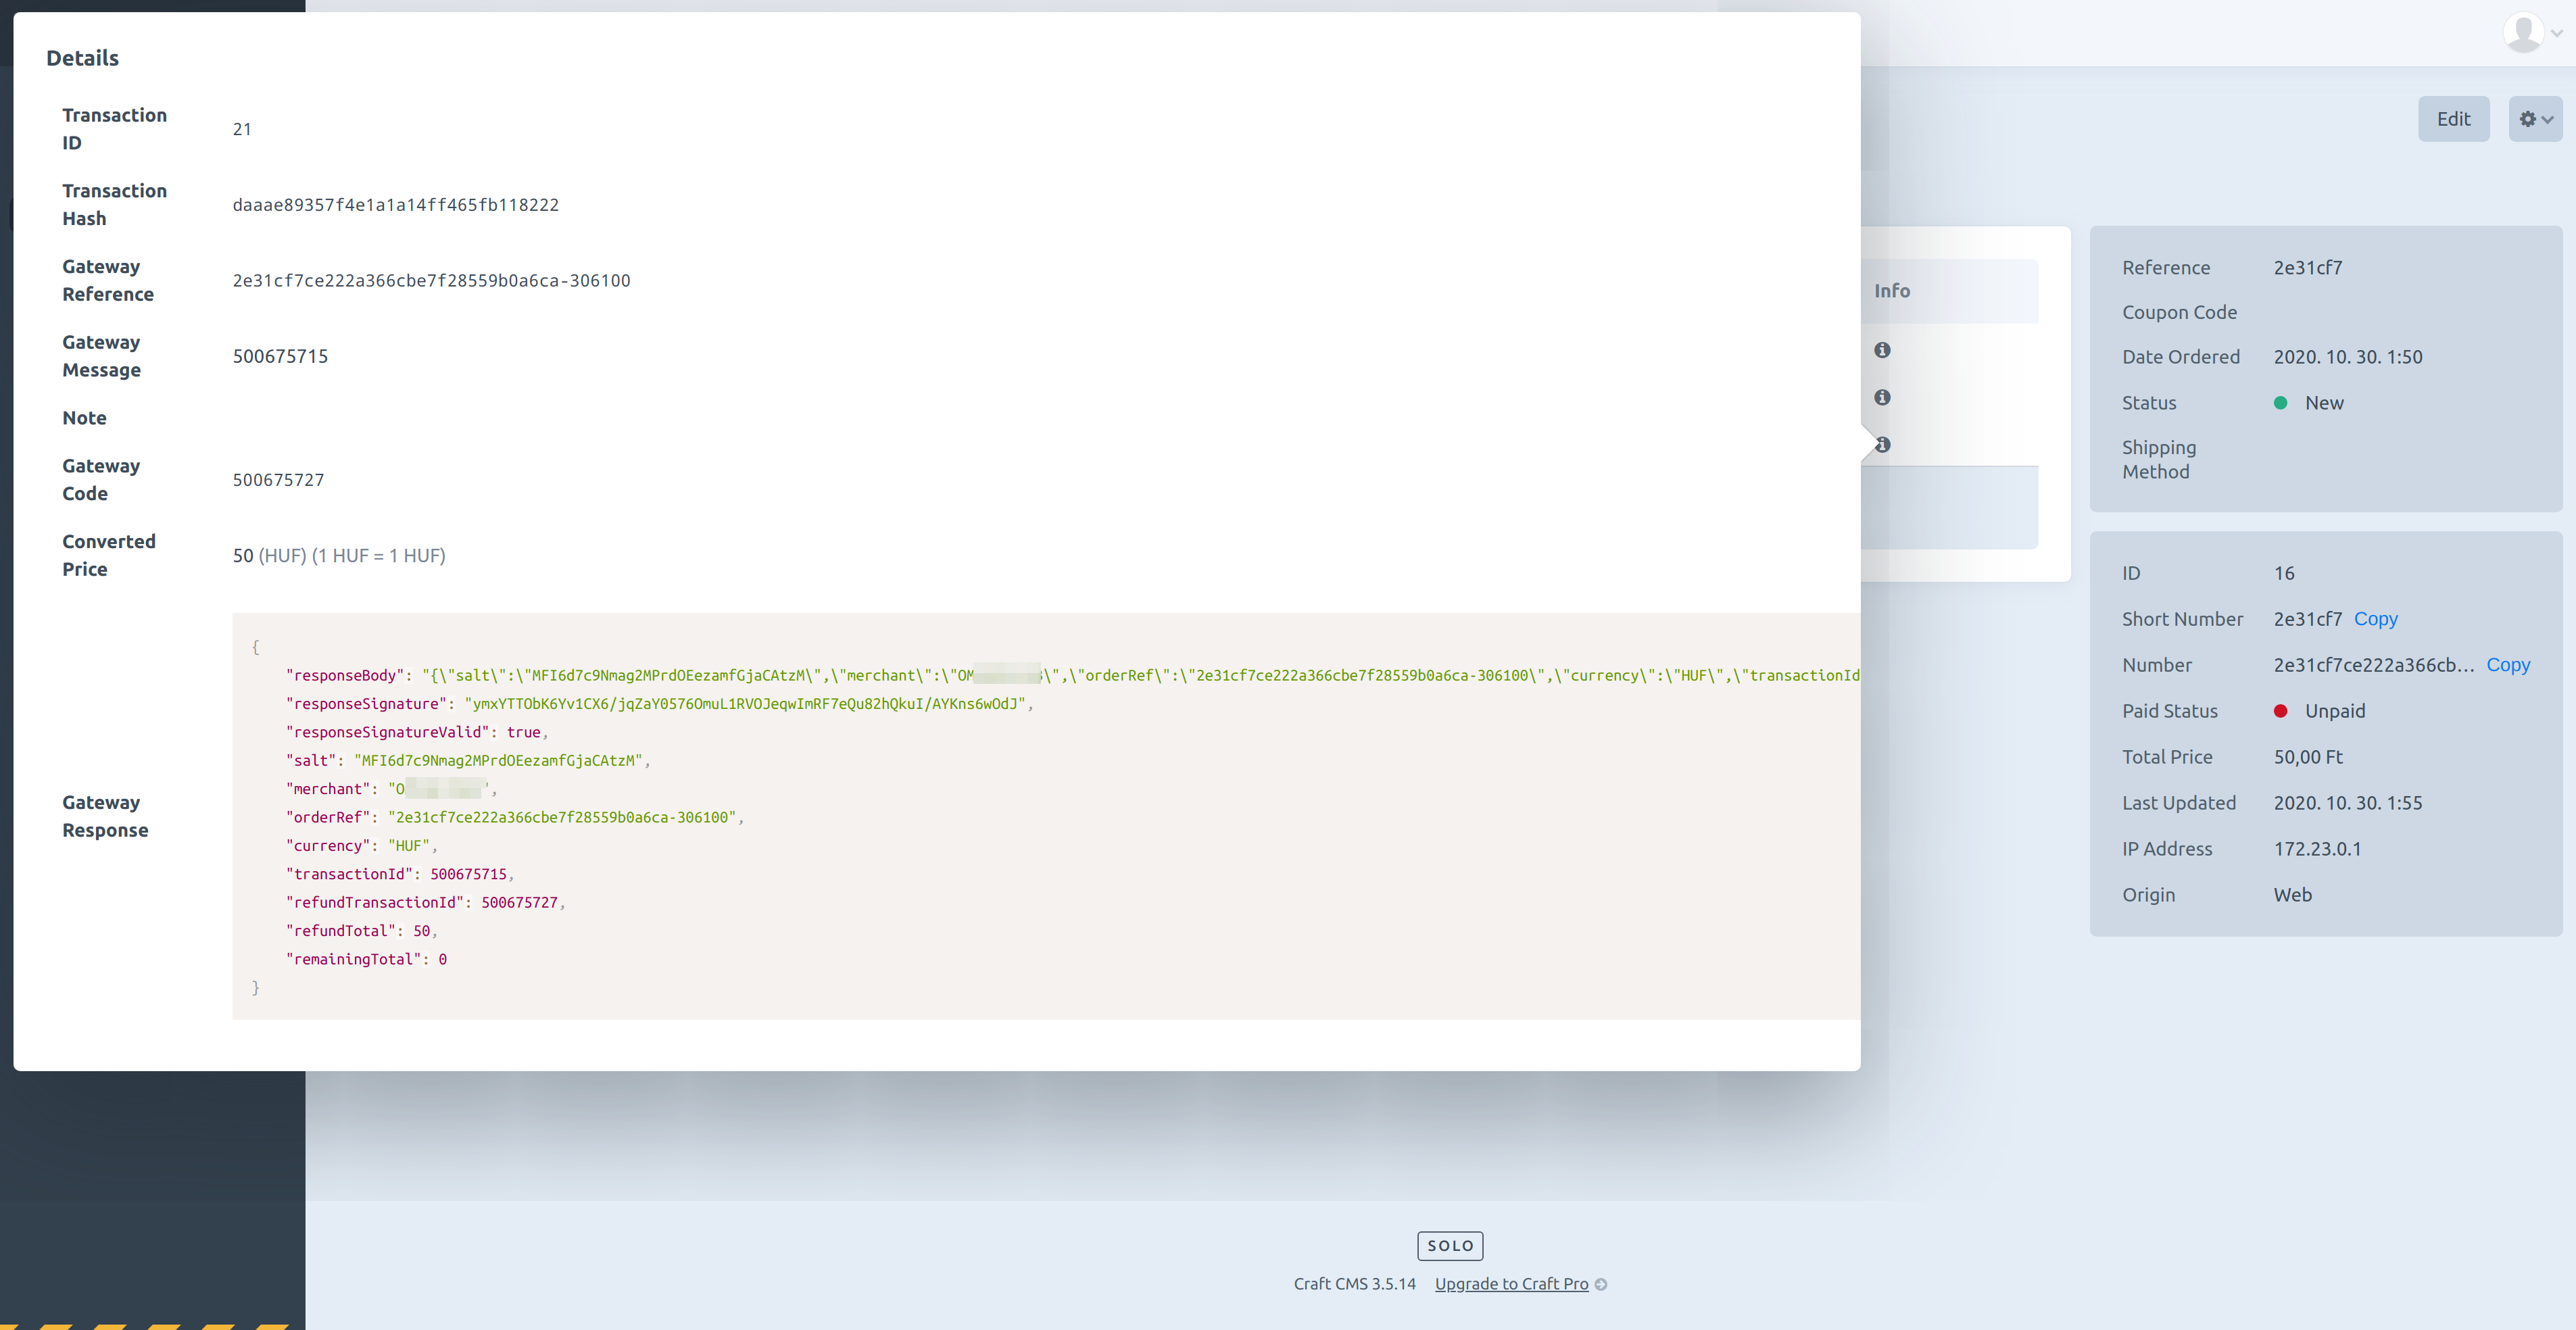 Details
Transaction
ID
21
Transaction
Hash
daaae89357f4e1a1a14ff465fb118222
Gateway
Reference
2e31cf7ce222a366cbe7f28559b0a6ca-306100
Gateway
Message
500675715
Note
Gateway
Code
500675727
Converted
Price
50 (HUF) (1 HUF = 1 HUF)
Gateway
Response
{
"responseBody": "{\"salt\":\"MFI6d7c9Nmag2MPrdOEezamfGjaCAtzM\",\"merchant\":\"OM\",\"orderRef\":\"2e31cf7ce222a366cbe7f28559b0a6ca-306100\",\"currency\":\"HUF\",\"transactionId
"responseSignature": "ymxYTTObK6Yv1CX6/jqZaY0576OmuL1RVOJeqwImRF7eQu82hQkuI/AYKns6wOdJ",
"responseSignatureValid": true,
"salt": "MFI6d7c9Nmag2MPrdOEezamfGjaCAtzM",
"merchant": "O",
"orderRef": "2e31cf7ce222a366cbe7f28559b0a6ca-306100",
"currency": "HUF",
"transactionId": 500675715,
"refundTransactionId": 500675727,
"refundTotal": 50,
"remainingTotal": 0
}
Edit
Info
Reference 2e31cf7
Coupon Code
Date Ordered 2020. 10. 30. 1:50
Status New
Shipping
Method
ID 16
Short Number 2e31cf7 Copy
Number 2e31cf7ce222a366cb... Copy
Paid Status Unpaid
Total Price 50,00 Ft
Last Updated 2020. 10. 30. 1:55
IP Address 172.23.0.1
Origin Web
SOLO
Craft CMS 3.5.14 Upgrade to Craft Pro